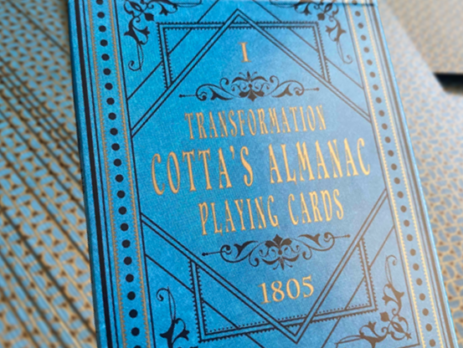 I
TRANSFORMATION
COTTA'S ALMANAC
PLAYING CARDS
1805